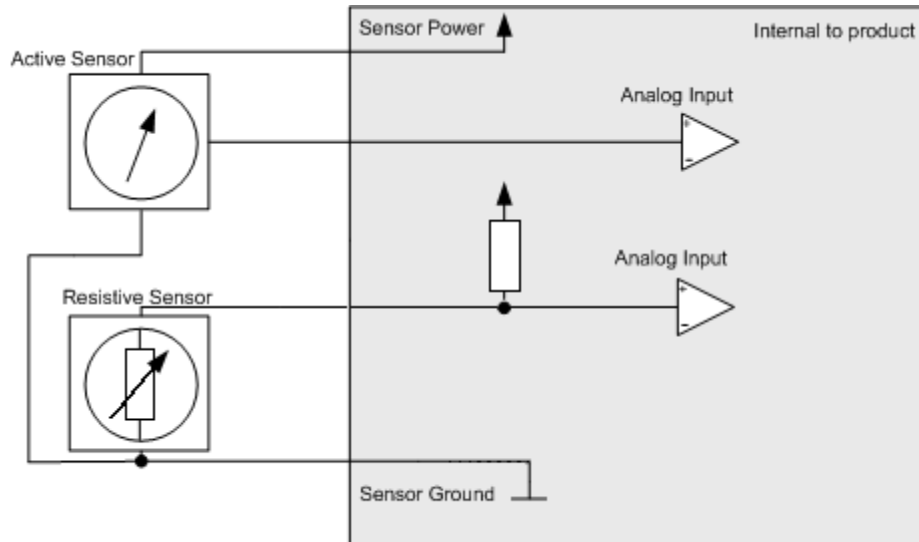 Sensor Power
Internal to product
Active Sensor
Analog Input
+
-
Analog Input
Resistive Sensor
+
-
Sensor Ground